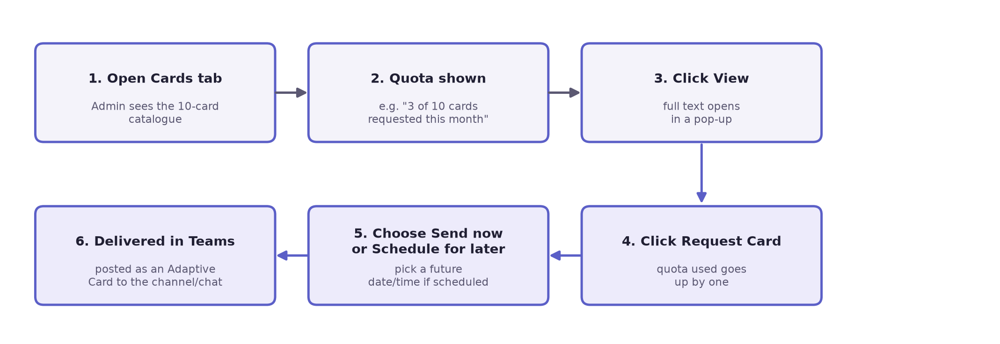 1. Open Cards tab
Admin sees the 10-card
catalogue
2. Quota shown
e.g. "3 of 10 cards
requested this month"
3. Click View
full text opens
in a pop-up
4. Click Request Card
quota used goes
up by one
5. Choose Send now
or Schedule for later
pick a future
date/time if scheduled
6. Delivered in Teams
posted as an Adaptive
Card to the channel/chat